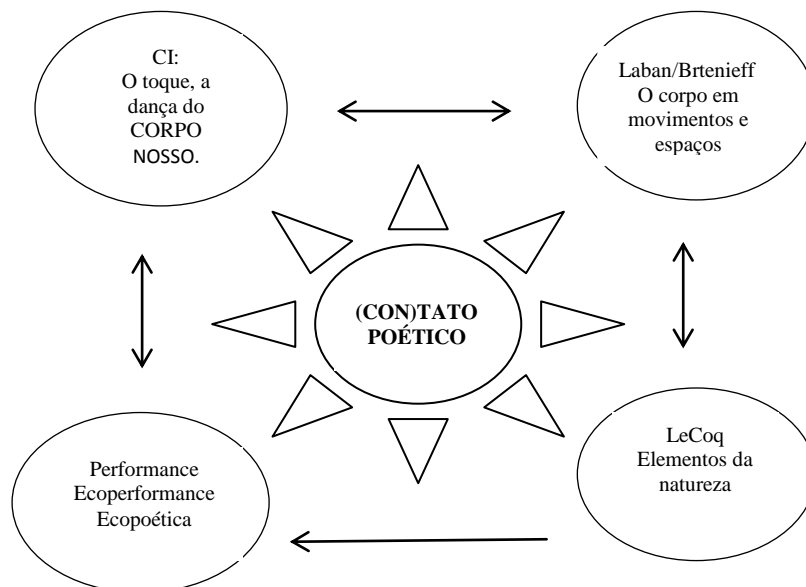 CI:
O toque, a
dança do
CORPO
NOSSO.
Laban/Brtenieff
O corpo em
movimentos e
espaços
(CON)TATO
POÉTICO
Performance
Ecoperformance
Ecopoética
LeCoq
Elementos da
natureza